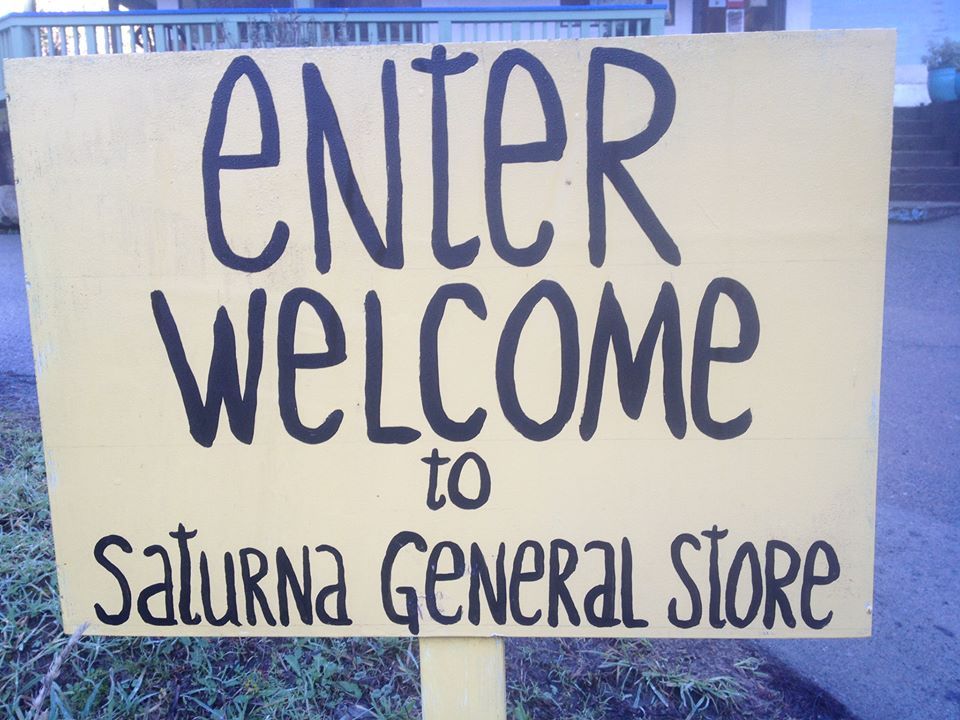 eNteR
WeLCOMe
to
SatuRNa GeNeRaL StORe